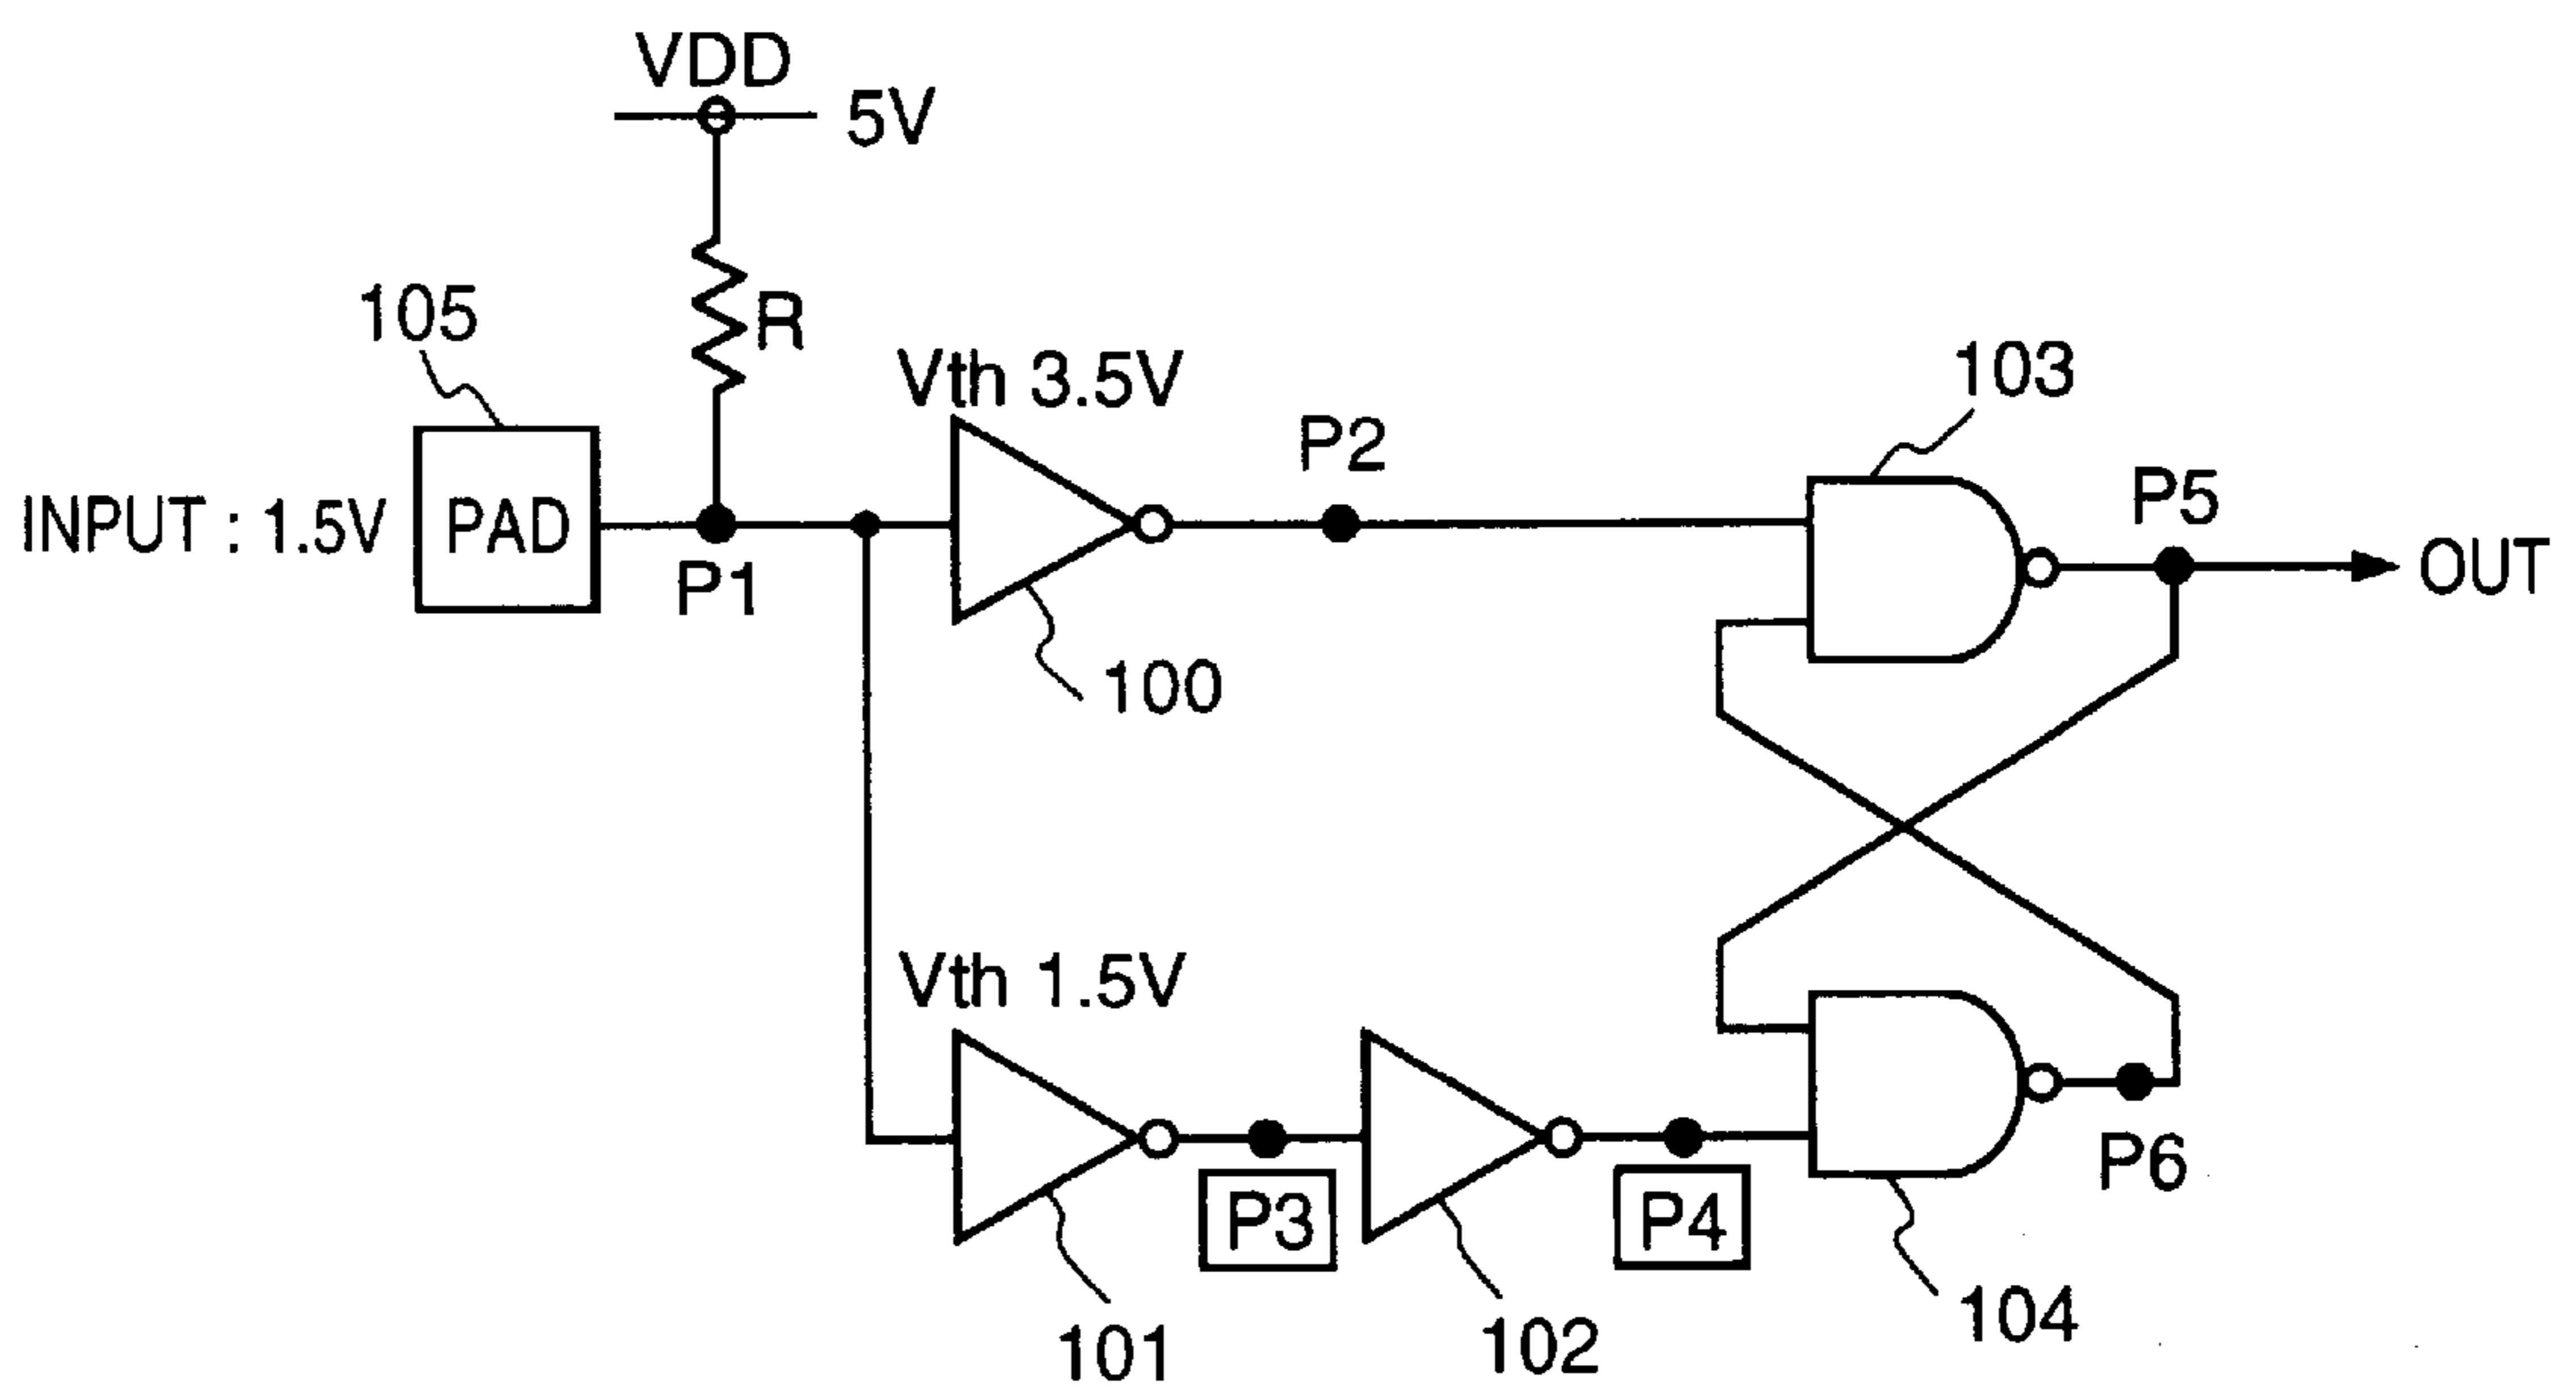 VDD
5V
105
R
Vth 3.5V
103
P2
P5
INPUT : 1.5V
PAD
OUT
P1
100
Vth 1.5V
P6
P3
P4
101
102
104